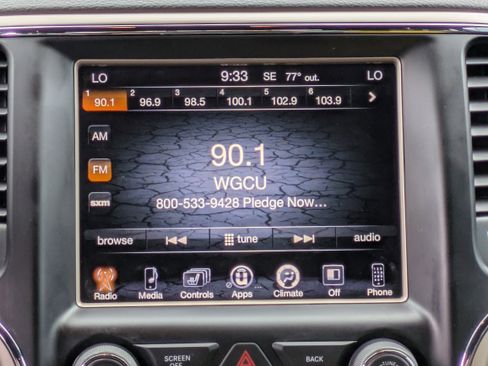 LO 9:33 SE 77° out. LO
1 90.1 2 96.9 3 98.5 4 100.1 5 102.9 6 103.9
AM
FM
sxm
90.1
WGCU
800-533-9428 Pledge Now...
browse tune audio
Radio Media Controls Apps Climate Off Phone
SCREEN OFF BACK